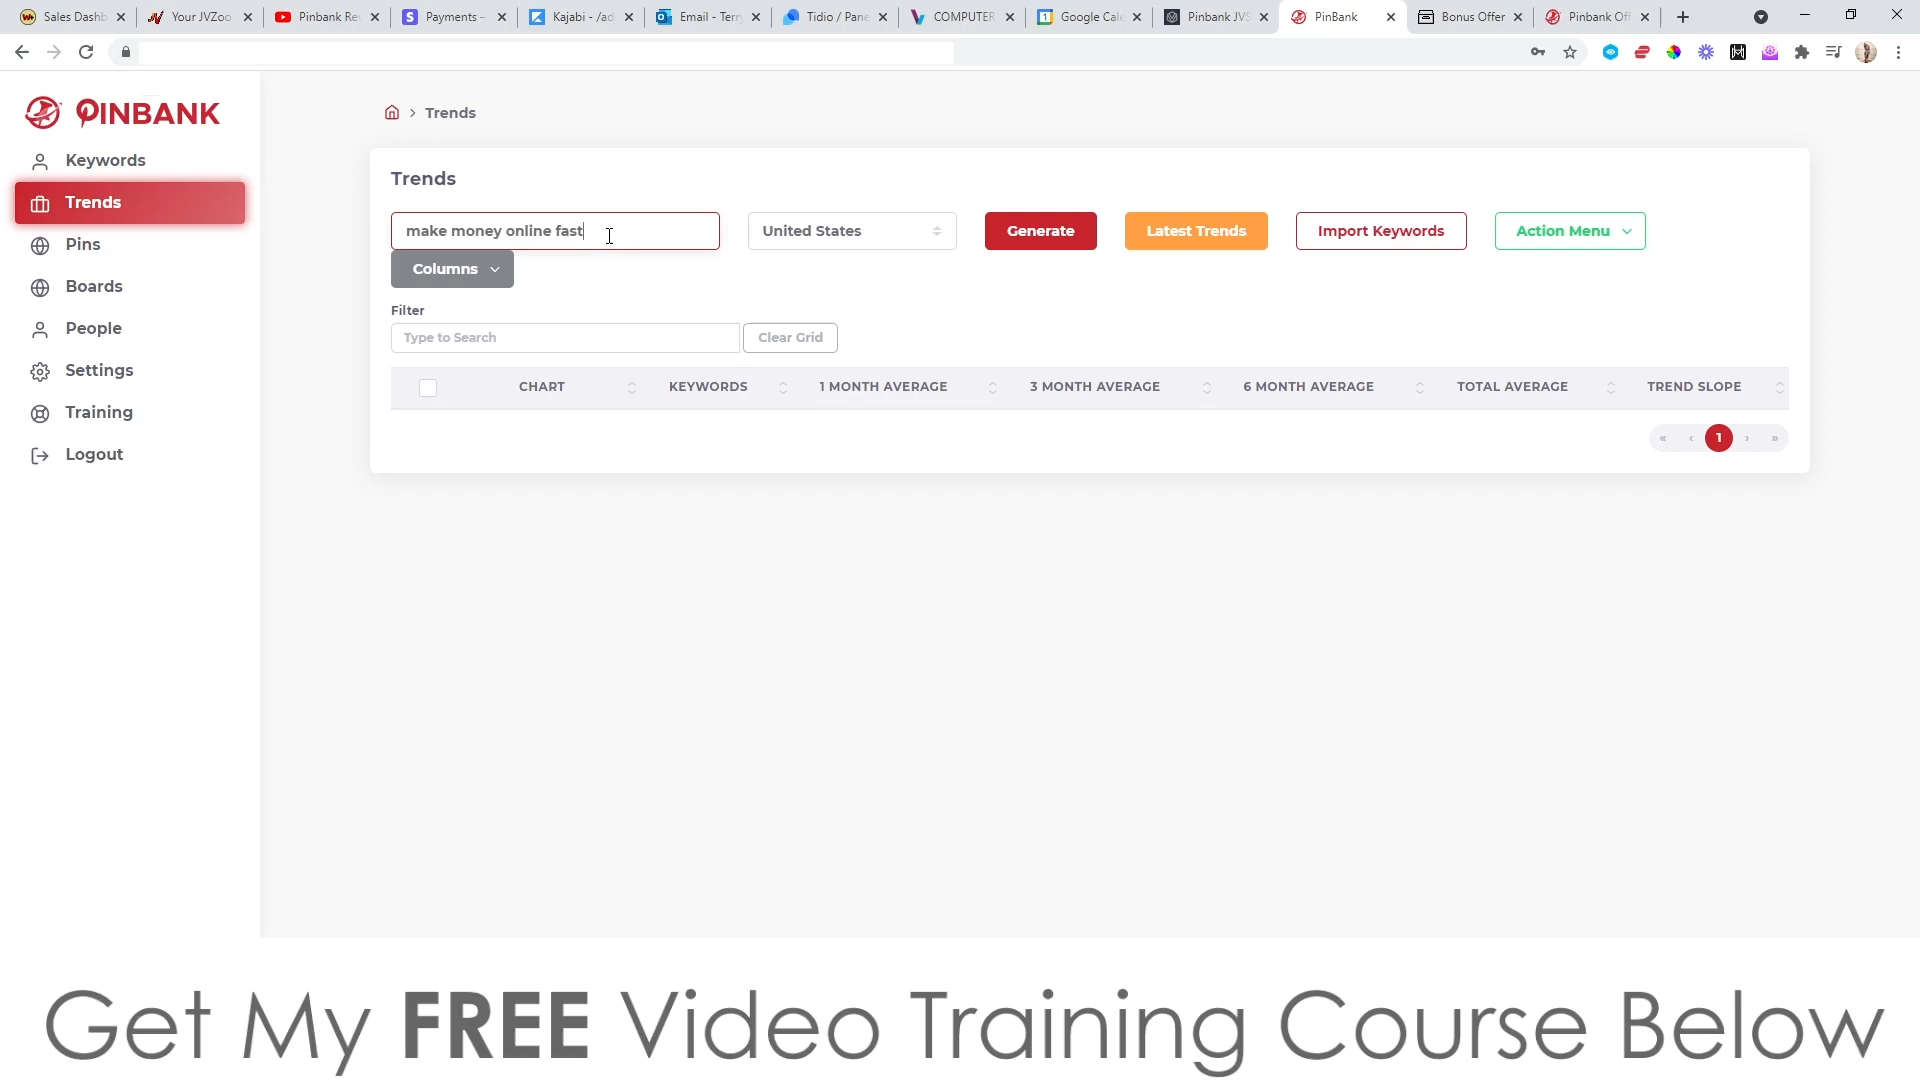 Sales Dashb
Your JVZoo
Pinbank Re
Payments –
Kajabi - /ad
Email - Terr
Tidio / Pane
COMPUTER
Google Cal
Pinbank JVS
PinBank
Bonus Offer
Pinbank Off
PINBANK
Keywords
Trends
Pins
Boards
People
Settings
Training
Logout
> Trends
Trends
make money online fast
United States
Generate
Latest Trends
Import Keywords
Action Menu
Columns
Filter
Type to Search
Clear Grid
CHART KEYWORDS 1 MONTH AVERAGE 3 MONTH AVERAGE 6 MONTH AVERAGE TOTAL AVERAGE TREND SLOPE
« ‹ 1 › »
Get My FREE Video Training Course Below